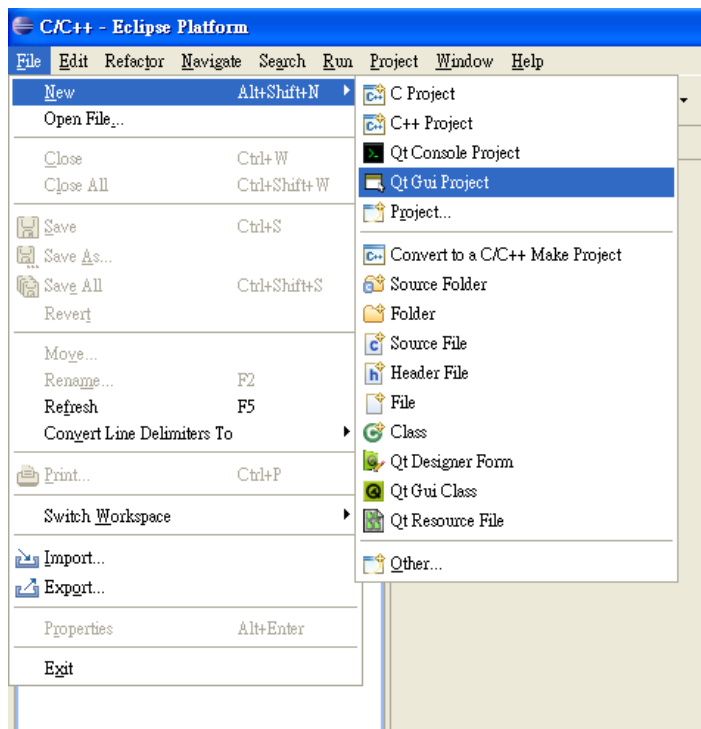 C/C++ - Eclipse Platform
File Edit Refactor Navigate Search Run Project Window Help
New Alt+Shift+N
Open File...
Close Ctrl+W
Close All Ctrl+Shift+W
Save Ctrl+S
Save As...
Save All Ctrl+Shift+S
Revert
Move...
Rename... F2
Refresh F5
Convert Line Delimiters To
Print... Ctrl+P
Switch Workspace
Import...
Export...
Properties Alt+Enter
Exit
C Project
C++ Project
Qt Console Project
Qt Gui Project
Project...
Convert to a C/C++ Make Project
Source Folder
Folder
Source File
Header File
File
Class
Qt Designer Form
Qt Gui Class
Qt Resource File
Other...